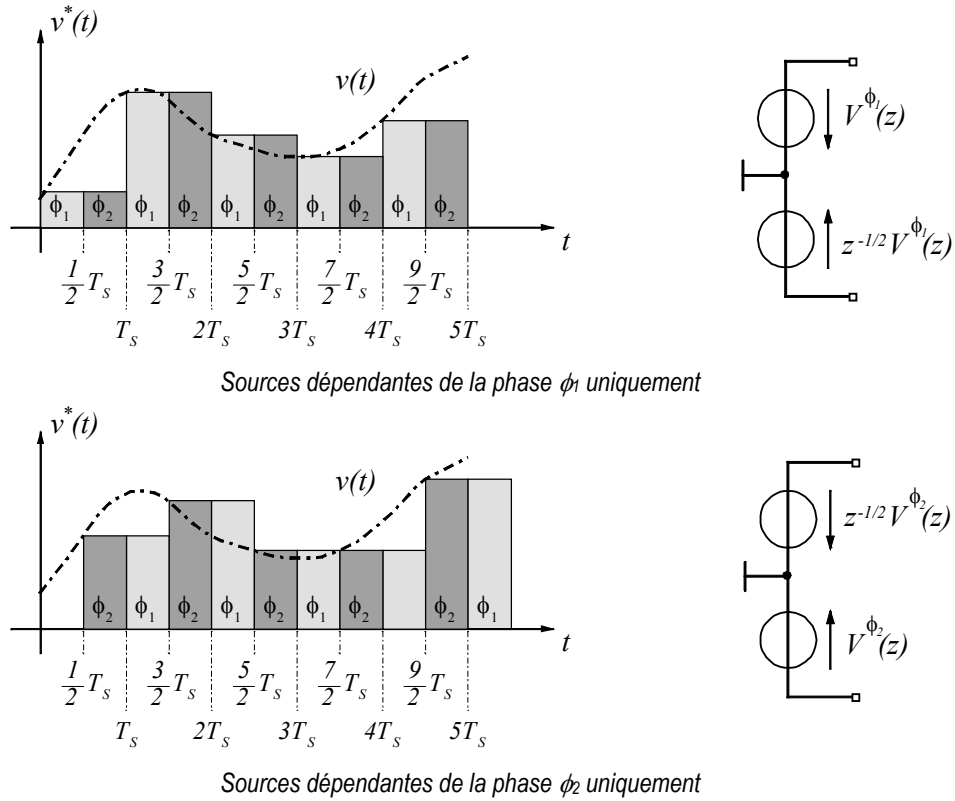 v*(t)
v(t)
ϕ1 ϕ2 ϕ1 ϕ2 ϕ1 ϕ2 ϕ1 ϕ2 ϕ1 ϕ2
t
1/2 TS 3/2 TS 5/2 TS 7/2 TS 9/2 TS
TS 2TS 3TS 4TS 5TS
V^ϕ1(z)
z^-1/2 V^ϕ1(z)
Sources dépendantes de la phase ϕ1 uniquement
v*(t)
v(t)
ϕ2 ϕ1 ϕ2 ϕ1 ϕ2 ϕ1 ϕ2 ϕ2 ϕ1
t
1/2 TS 3/2 TS 5/2 TS 7/2 TS 9/2 TS
TS 2TS 3TS 4TS 5TS
z^-1/2 V^ϕ2(z)
V^ϕ2(z)
Sources dépendantes de la phase ϕ2 uniquement